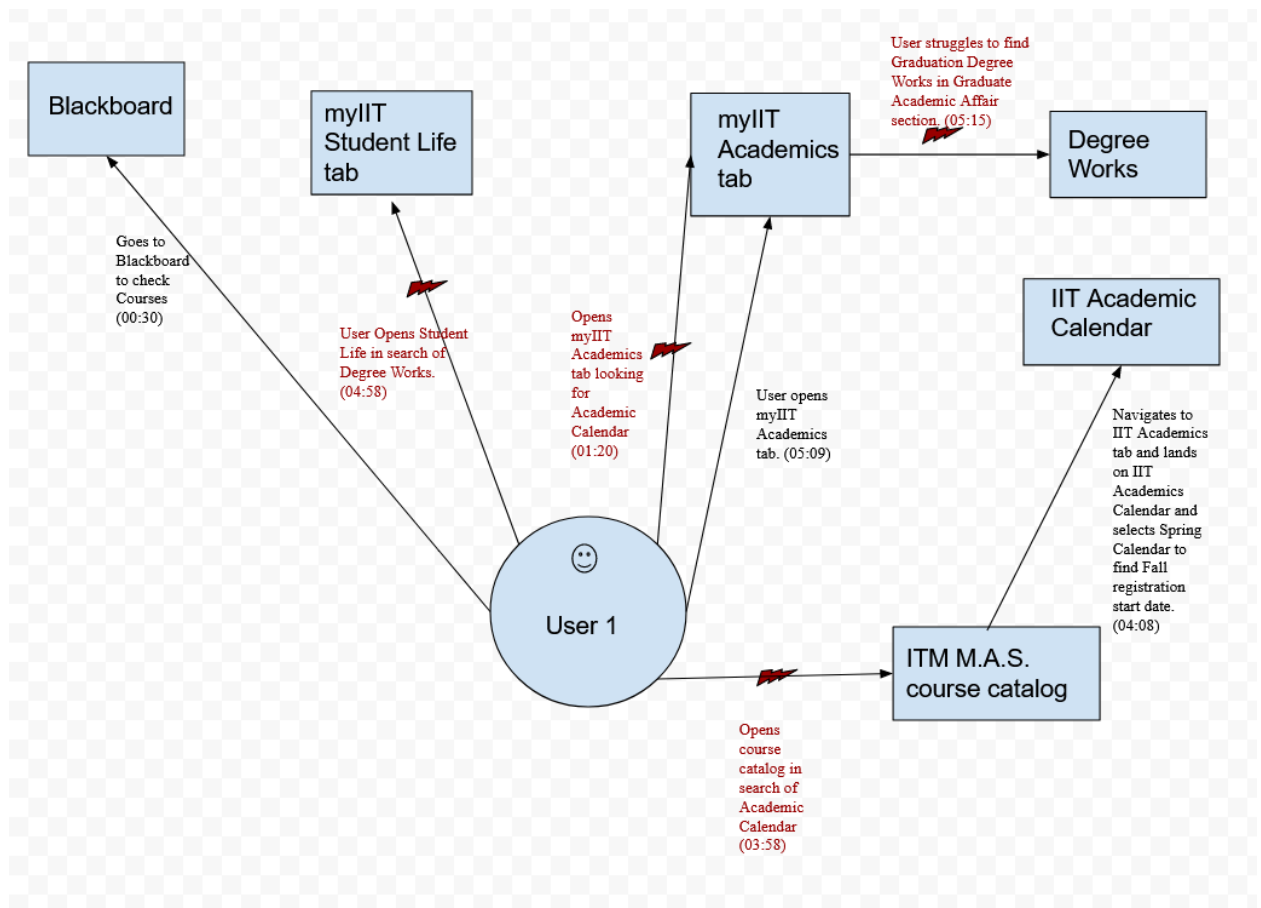 User struggles to find
Graduation Degree
Works in Graduate
Academic Affair
section. (05:15)
Blackboard
myIIT
Student Life
tab
myIIT
Academics
tab
Degree
Works
Goes to
Blackboard
to check
Courses
(00:30)
User Opens Student
Life in search of
Degree Works.
(04:58)
Opens
myIIT
Academics
tab looking
for
Academic
Calendar
(01:20)
User opens
myIIT
Academics
tab. (05:09)
IIT Academic
Calendar
Navigates to
IIT Academics
tab and lands
on IIT
Academics
Calendar and
selects Spring
Calendar to
find Fall
registration
start date.
(04:08)
User 1
ITM M.A.S.
course catalog
Opens
course
catalog in
search of
Academic
Calendar
(03:58)